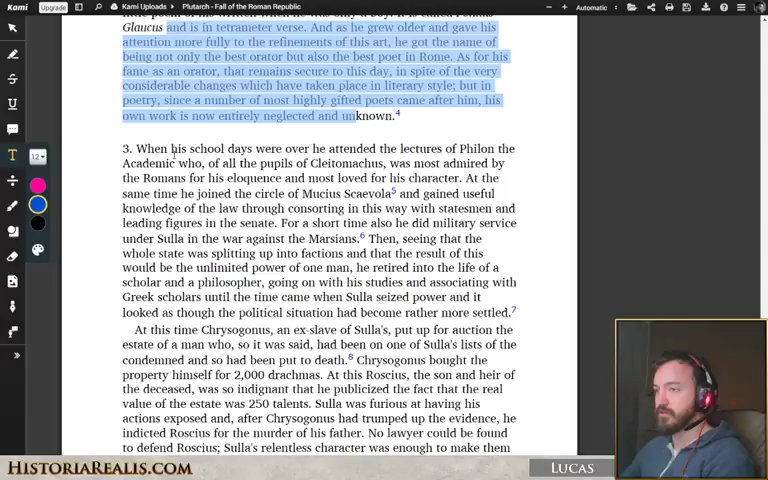 Kami
Upgrade
Kami Uploads > Plutarch - Fall of the Roman Republic
Automatic
Glaucus and is in tetrameter verse. And as he grew older and gave his
attention more fully to the refinements of this art, he got the name of
being not only the best orator but also the best poet in Rome. As for his
fame as an orator, that remains secure to this day, in spite of the very
considerable changes which have taken place in literary style; but in
poetry, since a number of most highly gifted poets came after him, his
own work is now entirely neglected and unknown.4
12
3. When his school days were over he attended the lectures of Philon the
Academic who, of all the pupils of Cleitomachus, was most admired by
the Romans for his eloquence and most loved for his character. At the
same time he joined the circle of Mucius Scaevola5 and gained useful
knowledge of the law through consorting in this way with statesmen and
leading figures in the senate. For a short time also he did military service
under Sulla in the war against the Marsians.6 Then, seeing that the
whole state was splitting up into factions and that the result of this
would be the unlimited power of one man, he retired into the life of a
scholar and a philosopher, going on with his studies and associating with
Greek scholars until the time came when Sulla seized power and it
looked as though the political situation had become rather more settled.7
At this time Chrysogonus, an ex-slave of Sulla's, put up for auction the
estate of a man who, so it was said, had been on one of Sulla's lists of the
condemned and so had been put to death.8 Chrysogonus bought the
property himself for 2,000 drachmas. At this Roscius, the son and heir of
the deceased, was so indignant that he publicized the fact that the real
value of the estate was 250 talents. Sulla was furious at having his
actions exposed and, after Chrysogonus had trumped up the evidence, he
indicted Roscius for the murder of his father. No lawyer could be found
to defend Roscius; Sulla's relentless character was enough to make them
HISTORIAREALIS.COM
LUCAS